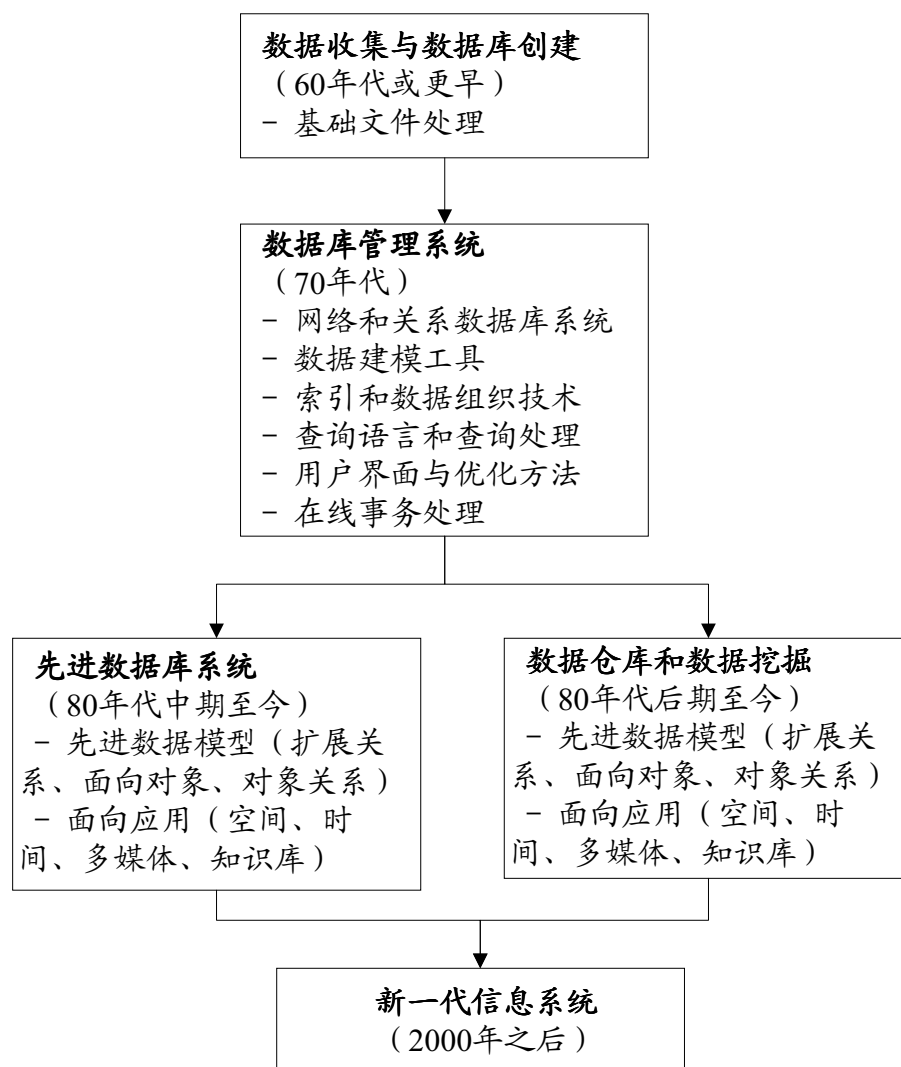 数据收集与数据库创建
（60年代或更早）
- 基础文件处理
数据库管理系统
（70年代）
- 网络和关系数据库系统
- 数据建模工具
- 索引和数据组织技术
- 查询语言和查询处理
- 用户界面与优化方法
- 在线事务处理
先进数据库系统
（80年代中期至今）
- 先进数据模型（扩展关
系、面向对象、对象关系）
- 面向应用（空间、时
间、多媒体、知识库）
数据仓库和数据挖掘
（80年代后期至今）
- 先进数据模型（扩展关
系、面向对象、对象关系）
- 面向应用（空间、时
间、多媒体、知识库）
新一代信息系统
（2000年之后）